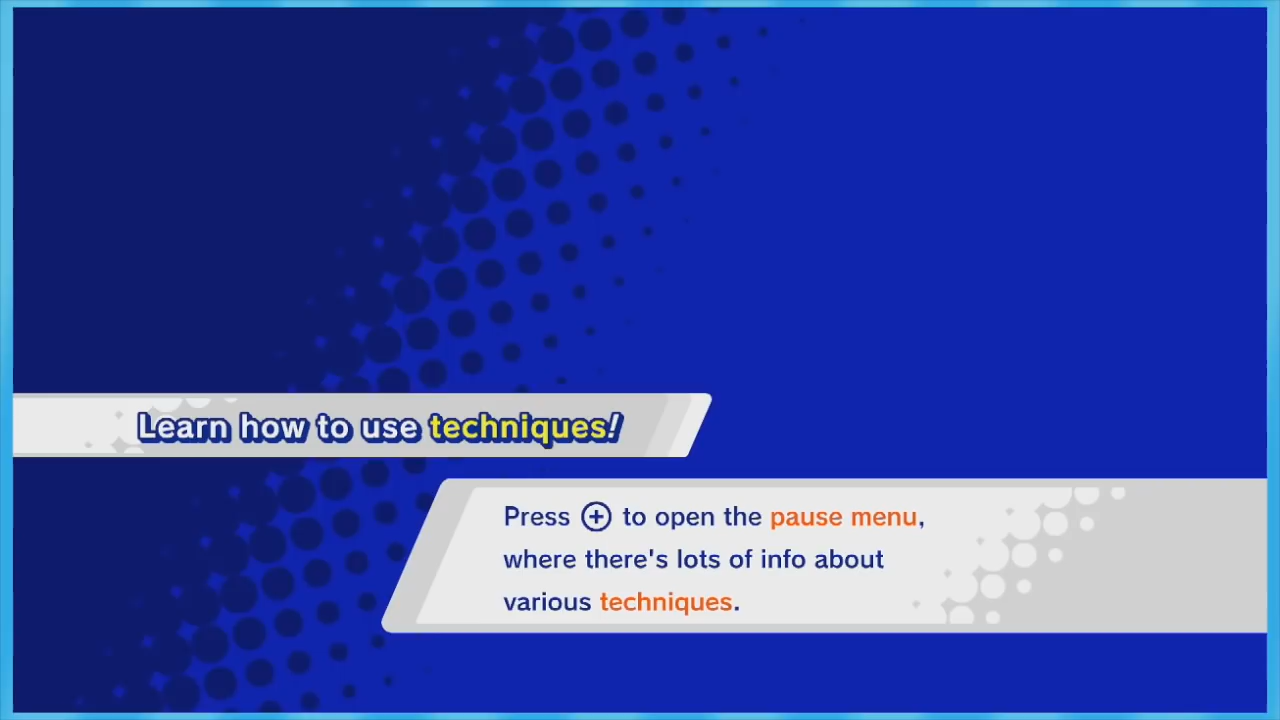 Learn how to use techniques!
Press ⊕ to open the pause menu,
where there's lots of info about
various techniques.